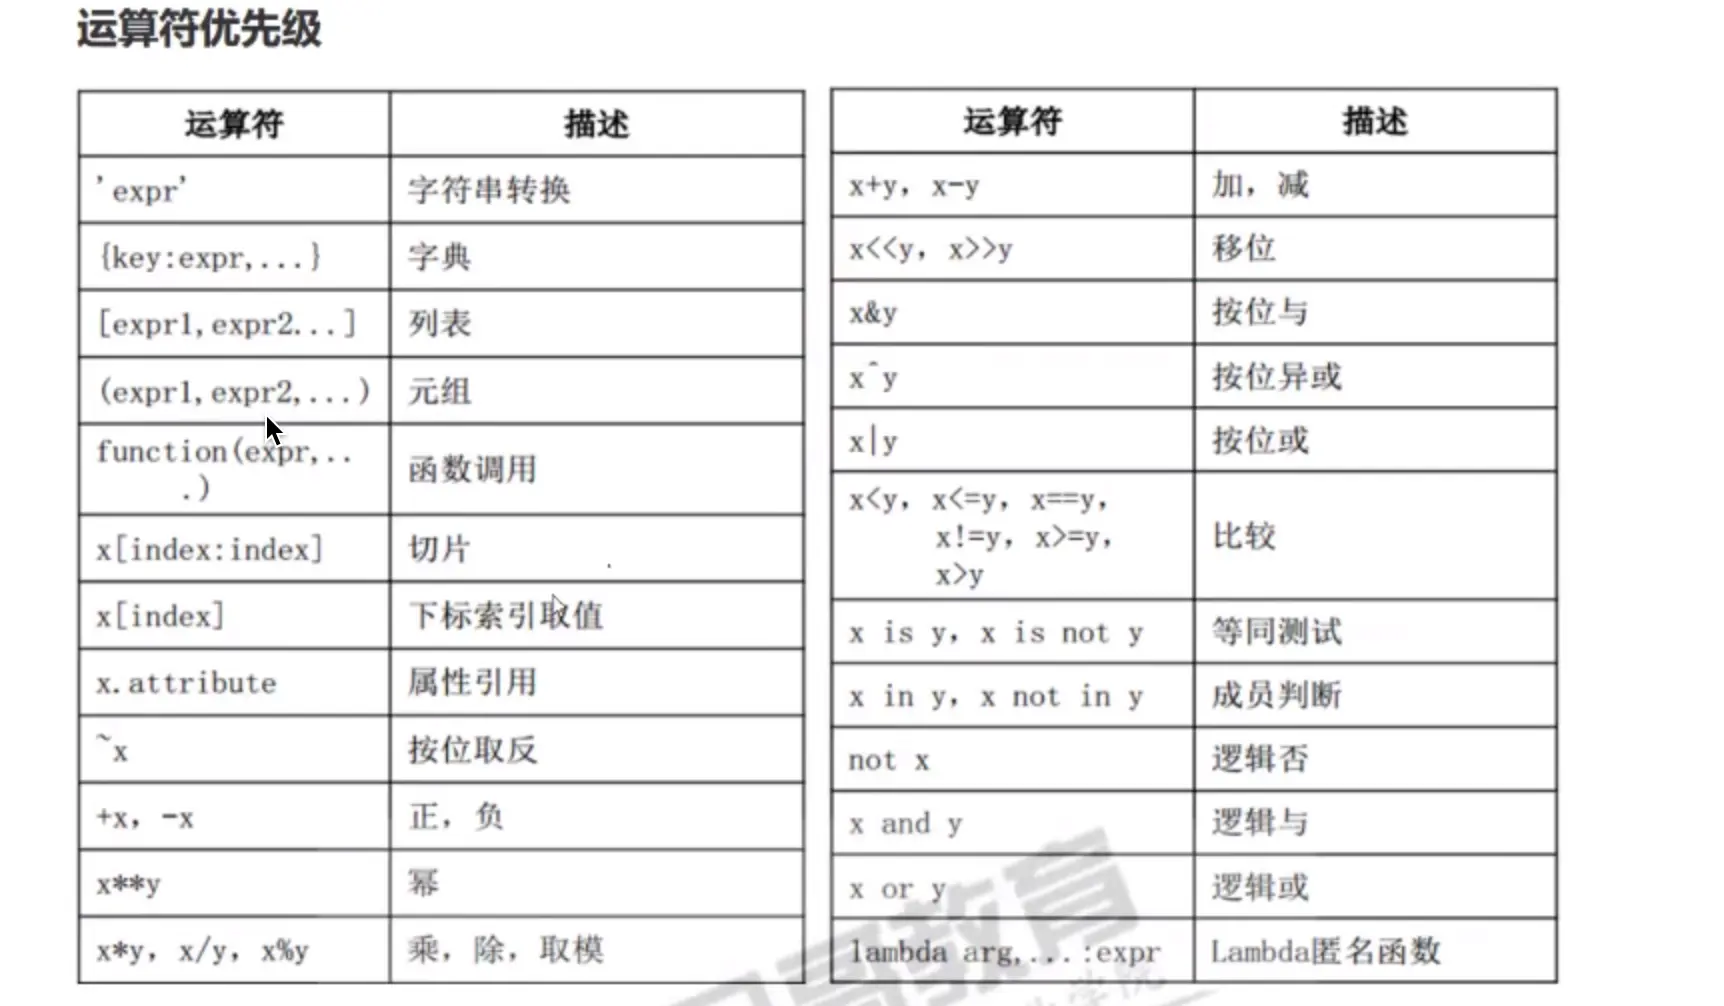 运算符优先级
运算符 描述
'expr' 字符串转换
{key:expr,...} 字典
[expr1,expr2...] 列表
(expr1,expr2,...) 元组
function(expr,..
.) 函数调用
x[index:index] 切片
x[index] 下标索引取值
x.attribute 属性引用
~x 按位取反
+x，-x 正，负
x**y 幂
x*y，x/y，x%y 乘，除，取模
运算符 描述
x+y，x-y 加，减
x<<y，x>>y 移位
x&y 按位与
x^y 按位异或
x|y 按位或
x<y，x<=y，x==y，
x!=y，x>=y，
x>y 比较
x is y，x is not y 等同测试
x in y，x not in y 成员判断
not x 逻辑否
x and y 逻辑与
x or y 逻辑或
lambda arg,...:expr Lambda匿名函数
教育
学院